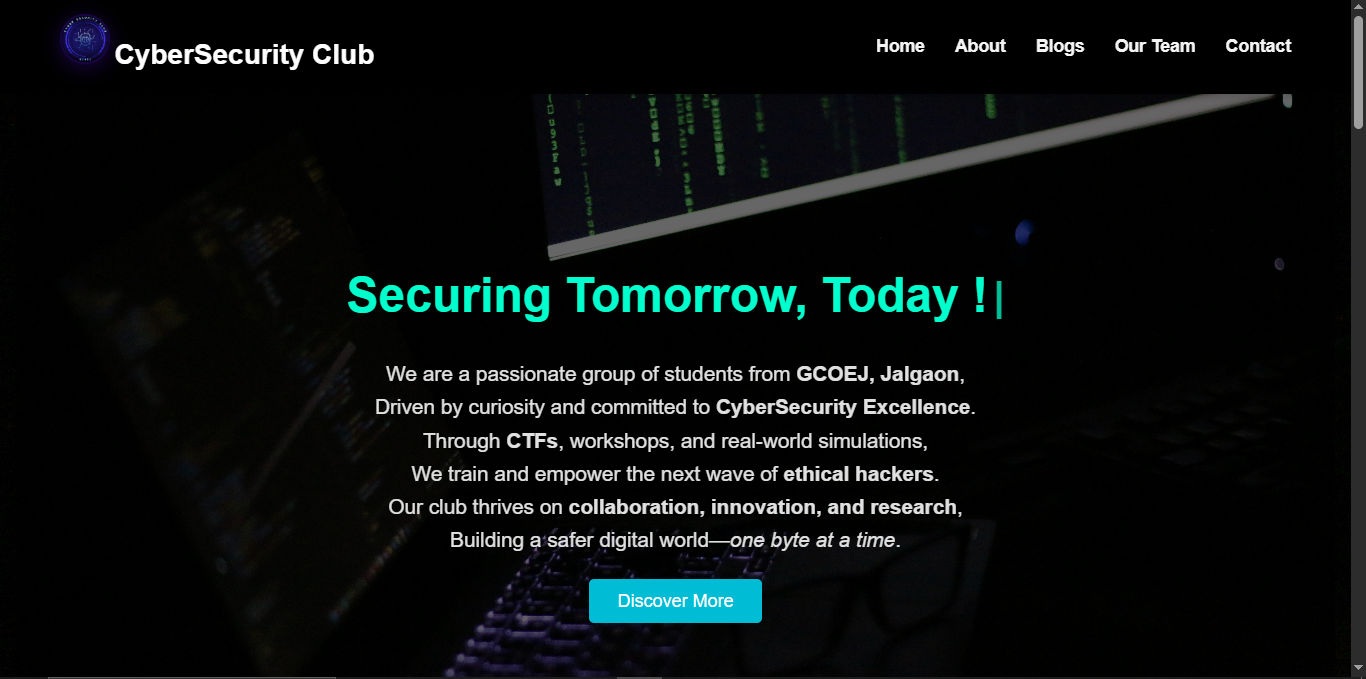 CyberSecurity Club
Home About Blogs Our Team Contact
Securing Tomorrow, Today !|
We are a passionate group of students from GCOEJ, Jalgaon,
Driven by curiosity and committed to CyberSecurity Excellence.
Through CTFs, workshops, and real-world simulations,
We train and empower the next wave of ethical hackers.
Our club thrives on collaboration, innovation, and research,
Building a safer digital world—one byte at a time.
Discover More